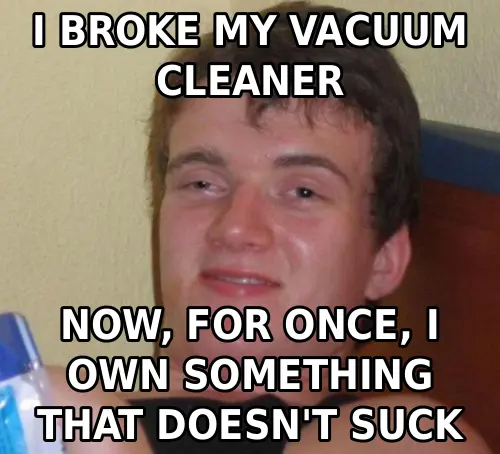 I BROKE MY VACUUM
CLEANER
NOW, FOR ONCE, I
OWN SOMETHING
THAT DOESN'T SUCK